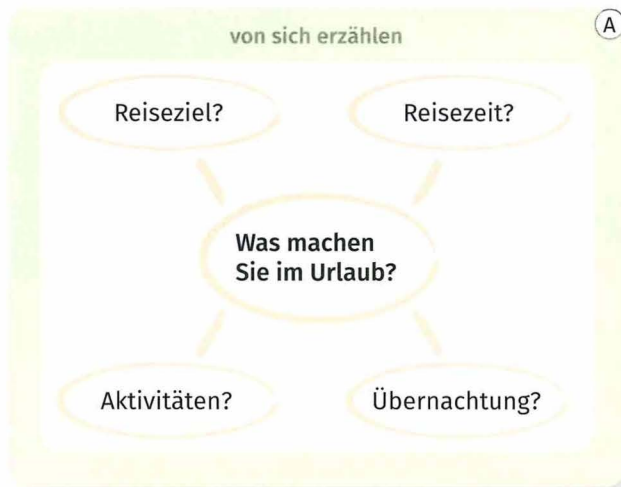 von sich erzählen
A
Reiseziel?
Reisezeit?
Was machen
Sie im Urlaub?
Aktivitäten?
Übernachtung?